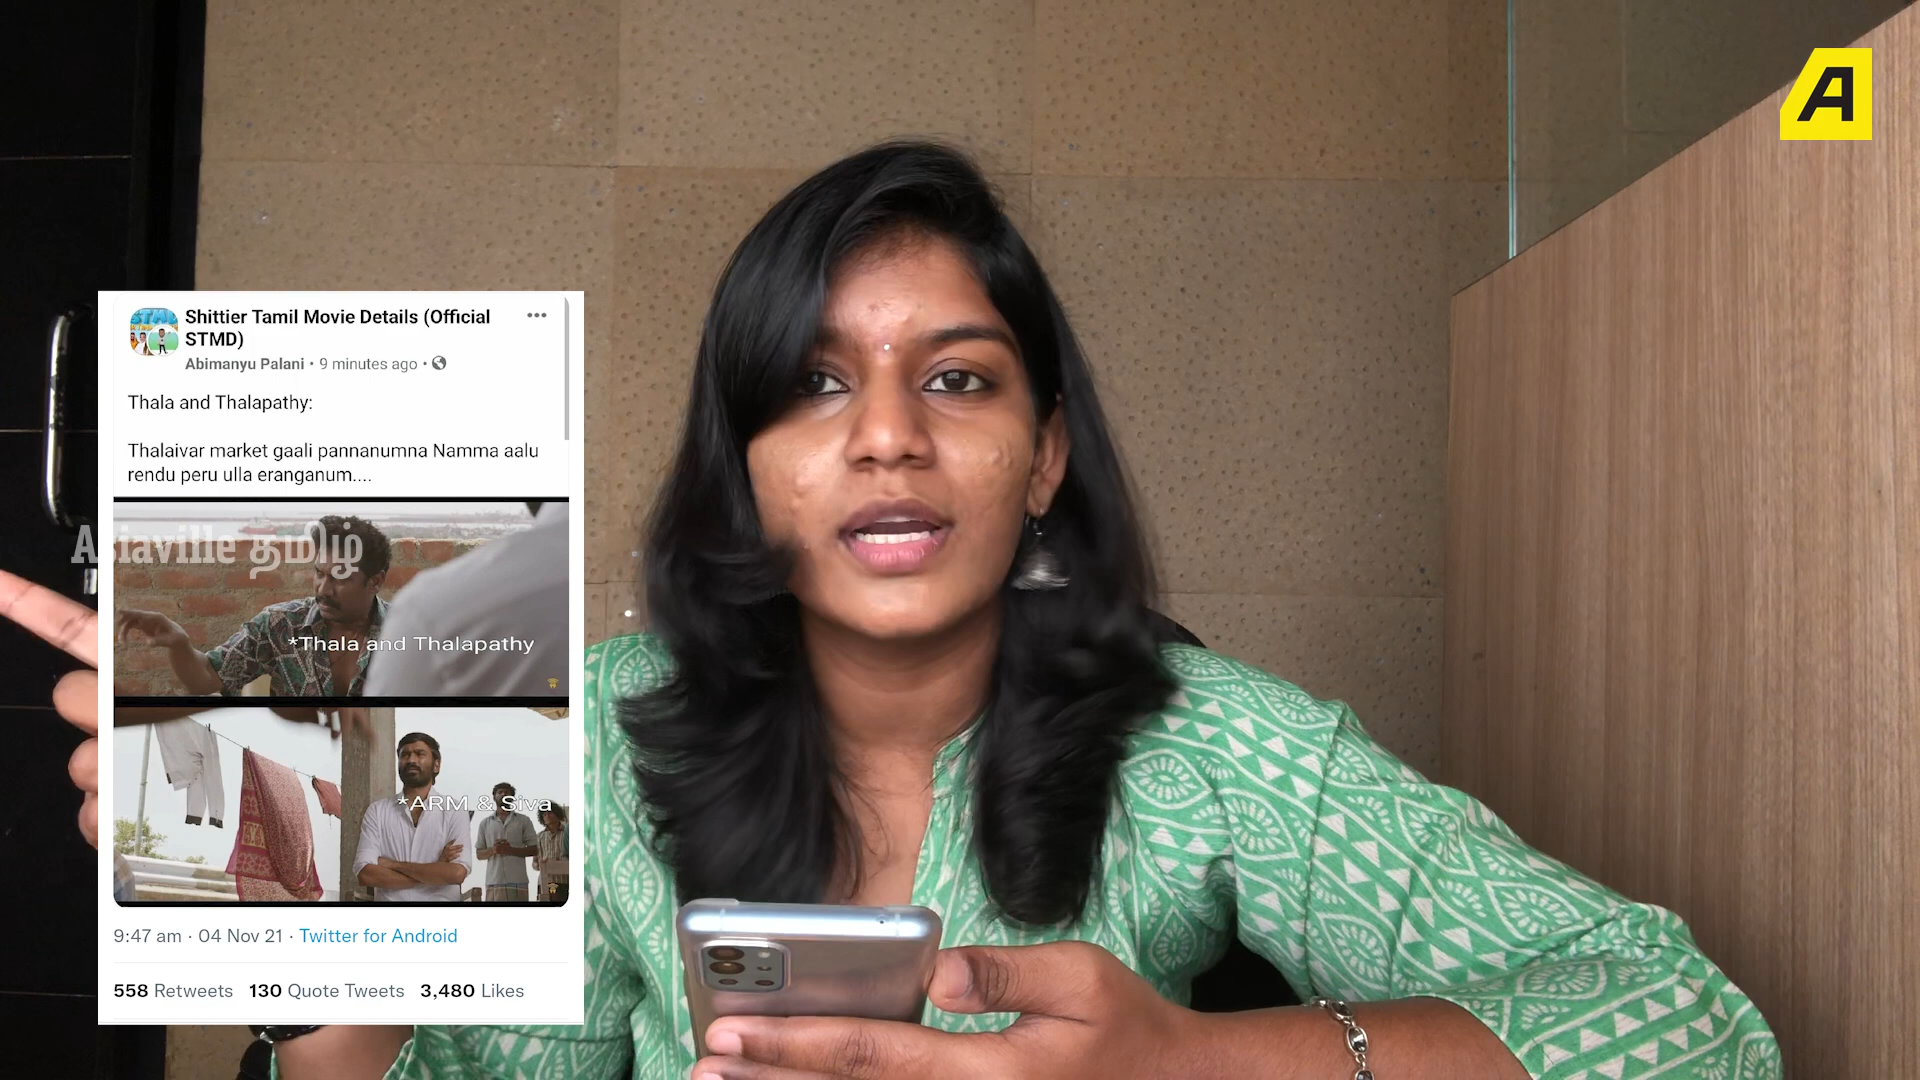 A
Shittier Tamil Movie Details (Official
STMD)
Abimanyu Palani • 9 minutes ago •
Thala and Thalapathy:
Thalaivar market gaali pannanumna Namma aalu
rendu peru ulla eranganum....
Asiaville தமிழ்
*Thala and Thalapathy
*ARM & Siva
9:47 am · 04 Nov 21 · Twitter for Android
558 Retweets 130 Quote Tweets 3,480 Likes